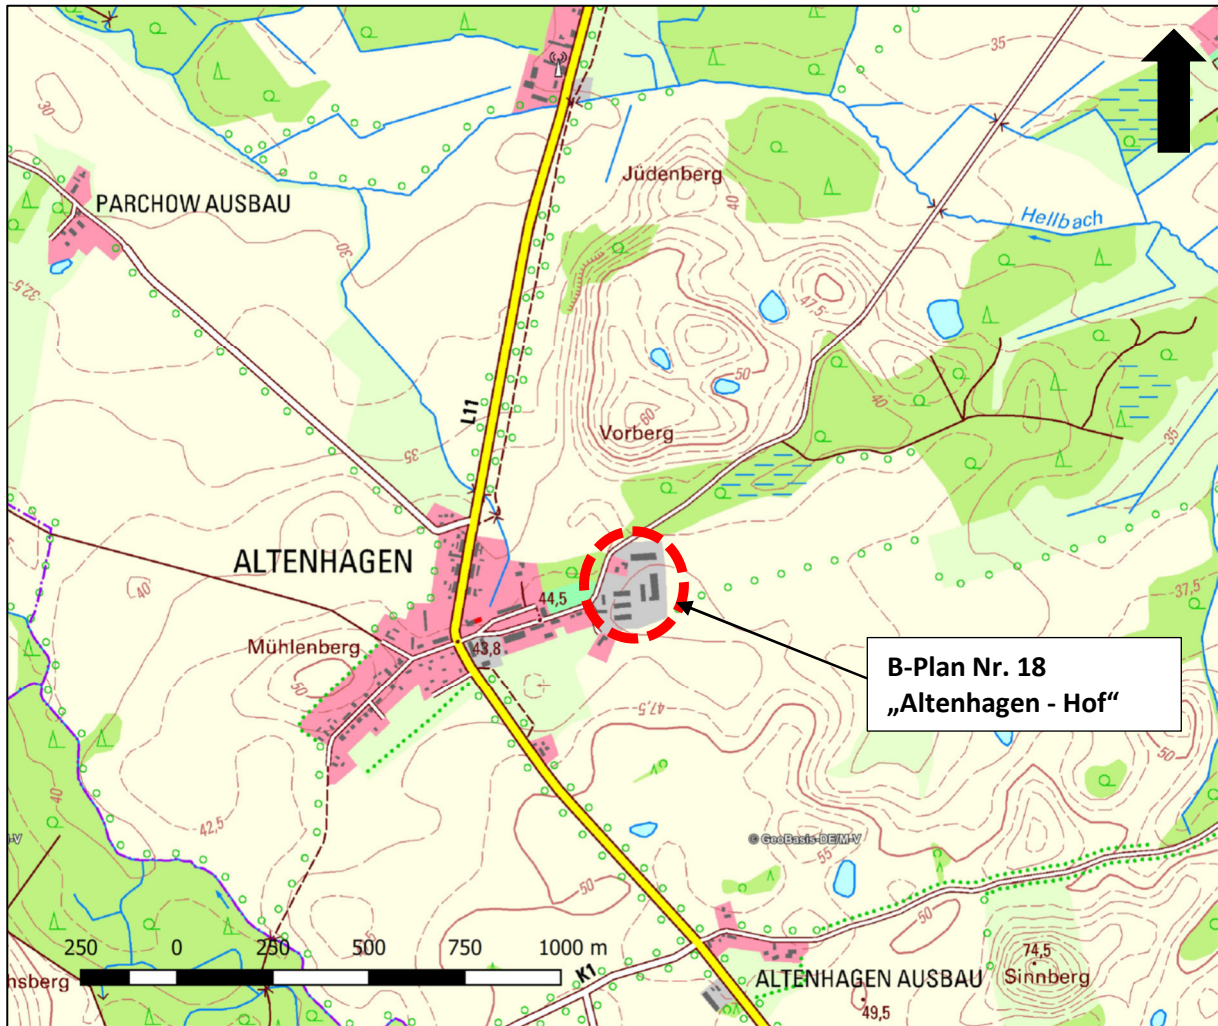 35
30
Jüdenberg
40
PARCHOW AUSBAU
Hellbach
30
32,5
47,5
50
40
L11
60
Vorberg
35
35
ALTENHAGEN
40
44,5
37,5
Mühlenberg
43,8
50
B-Plan Nr. 18
„Altenhagen - Hof“
47,5
50
40
42,5
© GeoBasis-DE/M-V
55
50
50
250 0 250 500 750 1000 m
K1
74,5
ALTENHAGEN AUSBAU
Sinnberg
nsberg
49,5